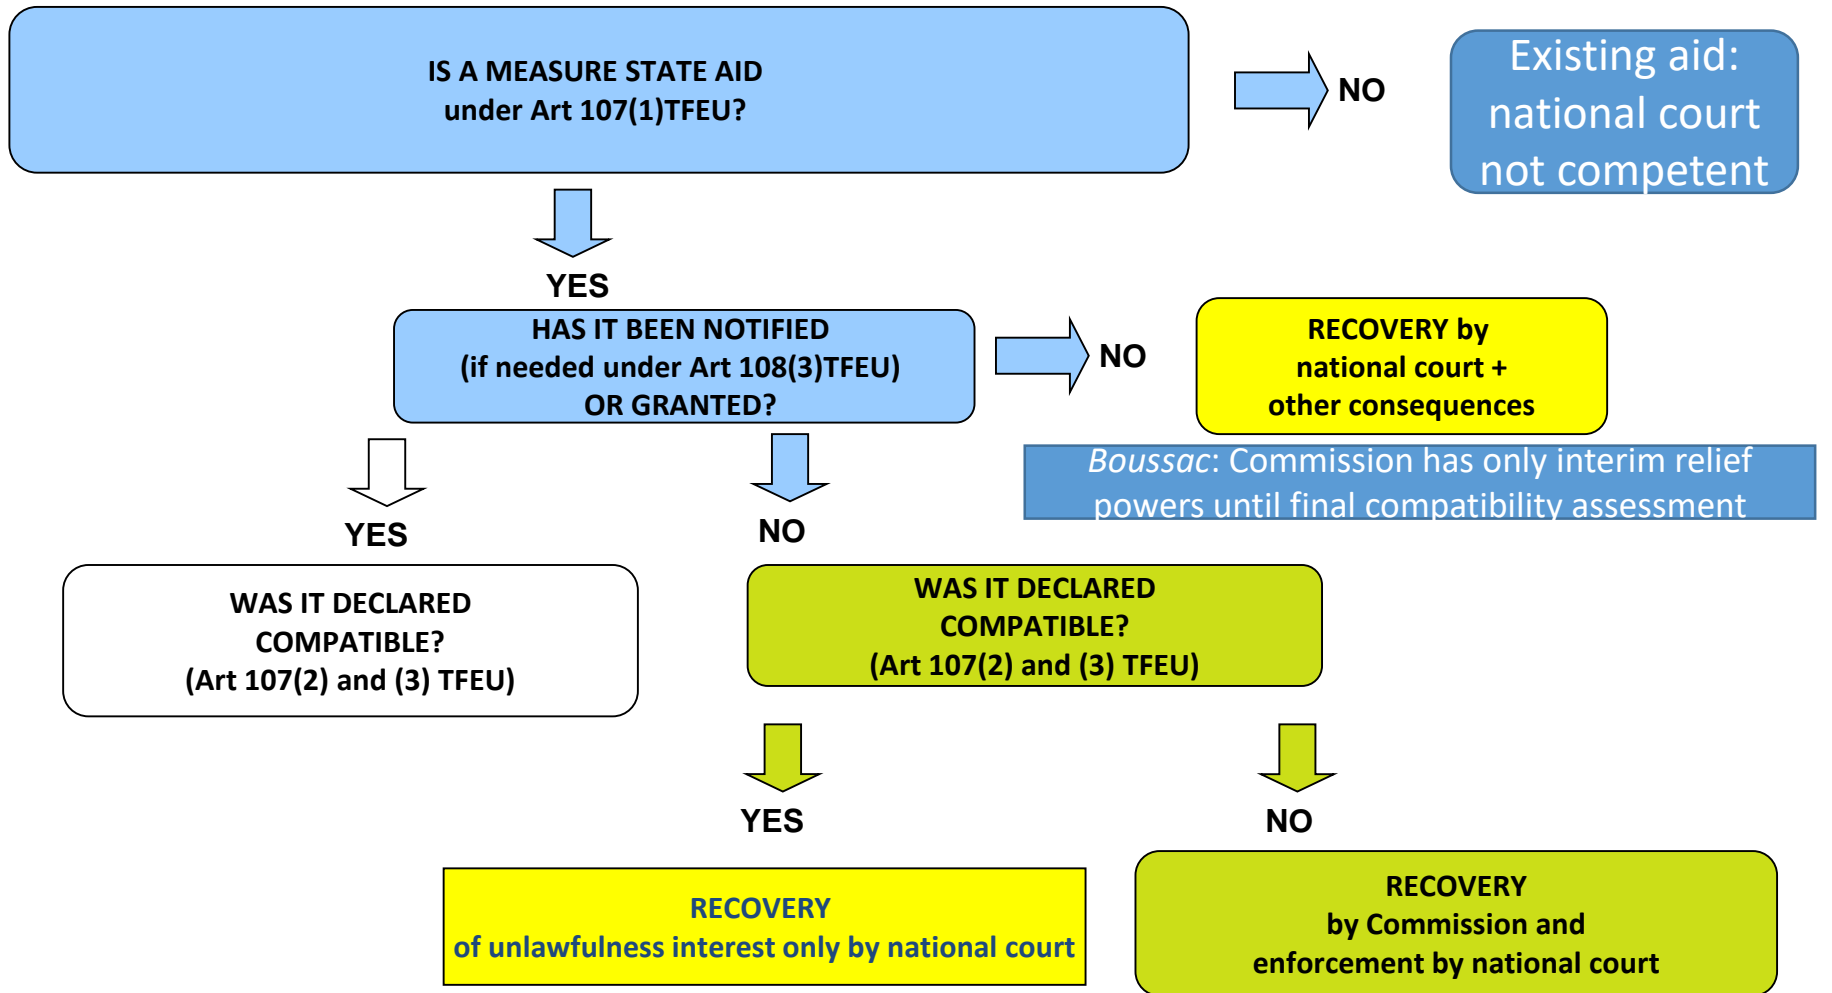 IS A MEASURE STATE AID
under Art 107(1)TFEU?
NO
Existing aid:
national court
not competent
YES
HAS IT BEEN NOTIFIED
(if needed under Art 108(3)TFEU)
OR GRANTED?
NO
RECOVERY by
national court +
other consequences
Boussac: Commission has only interim relief
powers until final compatibility assessment
YES
NO
WAS IT DECLARED
COMPATIBLE?
(Art 107(2) and (3) TFEU)
WAS IT DECLARED
COMPATIBLE?
(Art 107(2) and (3) TFEU)
YES
NO
RECOVERY
of unlawfulness interest only by national court
RECOVERY
by Commission and
enforcement by national court